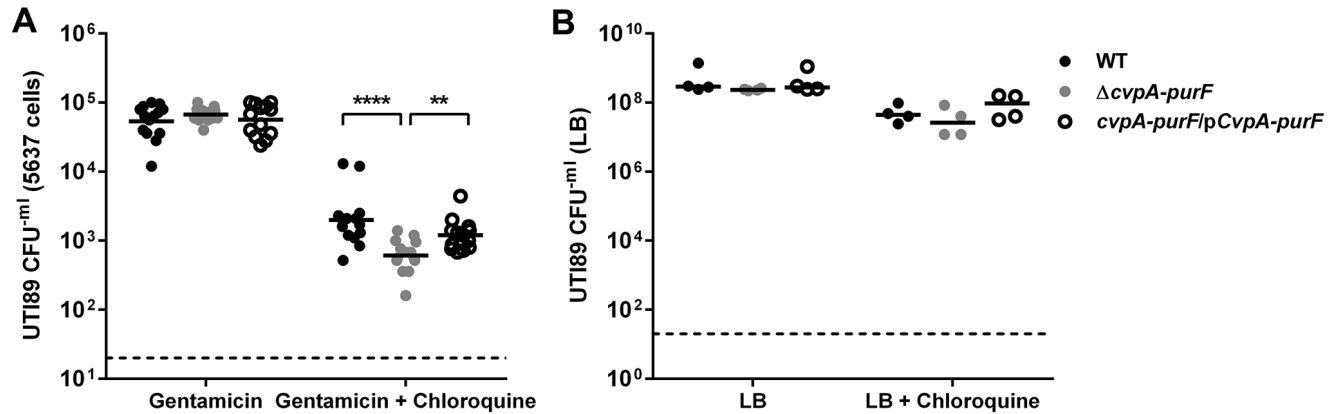 A
UTI89 CFU^-ml (5637 cells)
10^6
10^5
10^4
10^3
10^2
10^1
****
**
Gentamicin
Gentamicin + Chloroquine
B
UTI89 CFU^-ml (LB)
10^10
10^8
10^6
10^4
10^2
10^0
LB
LB + Chloroquine
WT
ΔcvpA-purF
cvpA-purF/pCvpA-purF